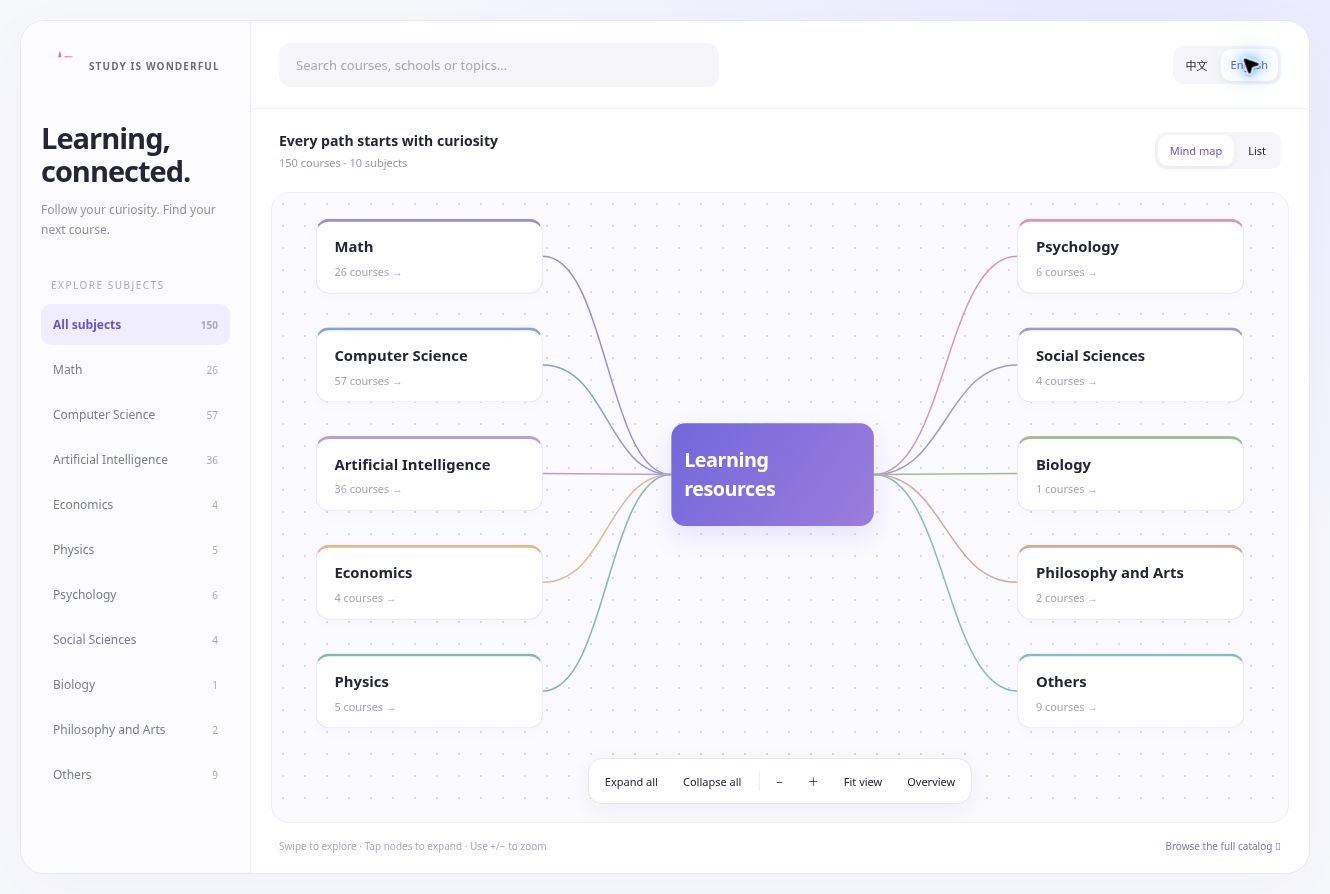 STUDY IS WONDERFUL
Learning,
connected.
Follow your curiosity. Find your
next course.
EXPLORE SUBJECTS
All subjects 150
Math 26
Computer Science 57
Artificial Intelligence 36
Economics 4
Physics 5
Psychology 6
Social Sciences 4
Biology 1
Philosophy and Arts 2
Others 9
Search courses, schools or topics...
中文
Every path starts with curiosity
150 courses · 10 subjects
Mind map List
Math
26 courses →
Computer Science
57 courses →
Artificial Intelligence
36 courses →
Economics
4 courses →
Physics
5 courses →
Learning
resources
Psychology
6 courses →
Social Sciences
4 courses →
Biology
1 courses →
Philosophy and Arts
2 courses →
Others
9 courses →
Expand all Collapse all − + Fit view Overview
Swipe to explore · Tap nodes to expand · Use +/− to zoom
Browse the full catalog